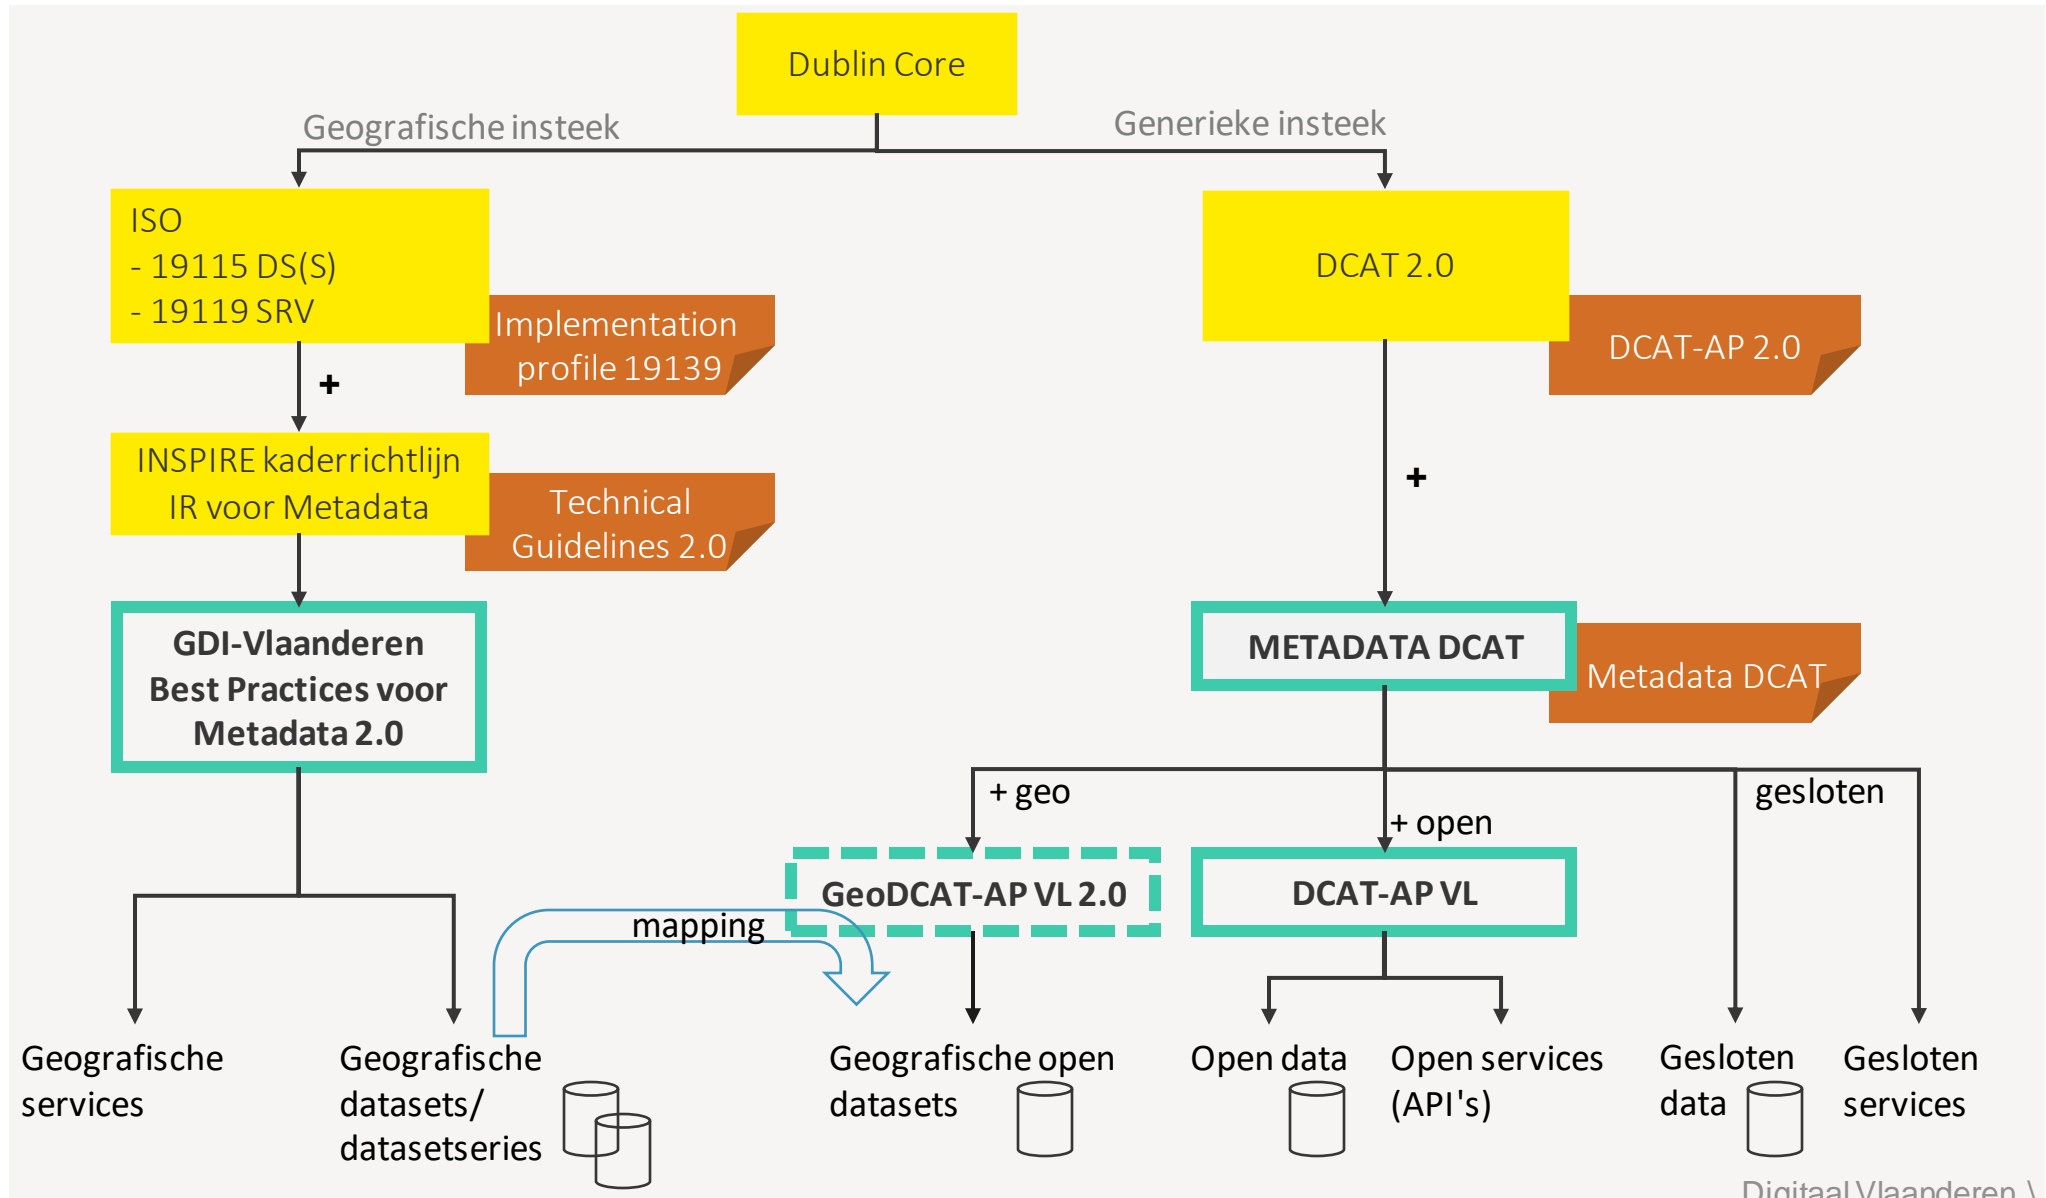 Dublin Core
Geografische insteek
Generieke insteek
ISO
- 19115 DS(S)
- 19119 SRV
Implementation
profile 19139
DCAT 2.0
DCAT-AP 2.0
+
+
INSPIRE kaderrichtlijn
IR voor Metadata
Technical
Guidelines 2.0
GDI-Vlaanderen
Best Practices voor
Metadata 2.0
METADATA DCAT
Metadata DCAT
+ geo
+ open
gesloten
GeoDCAT-AP VL 2.0
DCAT-AP VL
mapping
Geografische
services
Geografische
datasets/
datasetseries
Geografische open
datasets
Open data
Open services
(API's)
Gesloten
data
Gesloten
services
Digitaal Vlaanderen \